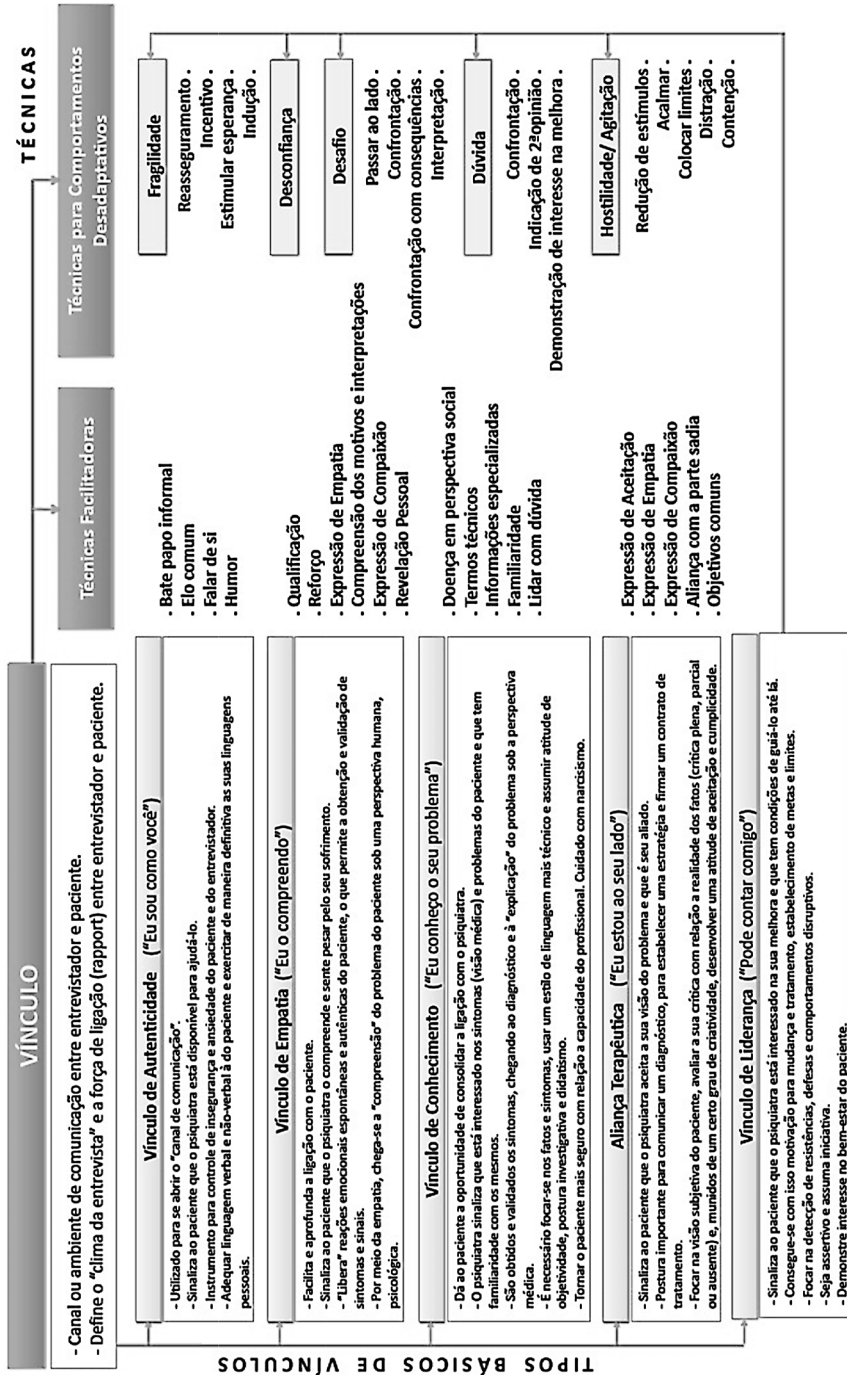 VÍNCULO
- Canal ou ambiente de comunicação entre entrevistador e paciente.
- Define o "clima da entrevista" e a força de ligação (rapport) entre entrevistador e paciente.
TÉCNICAS
Técnicas Facilitadoras
Técnicas para Comportamentos
Desadaptativos
TIPOS BÁSICOS DE VÍNCULOS
Vínculo de Autenticidade ("Eu sou como você")
- Utilizado para se abrir o "canal de comunicação".
- Sinaliza ao paciente que o psiquiatra está disponível para ajudá-lo.
- Instrumento para controle de insegurança e ansiedade do paciente e do entrevistador.
- Adequar linguagem verbal e não-verbal à do paciente e exercitar de maneira definitiva as suas linguagens
pessoais.
. Bate papo informal
. Elo comum
. Falar de si
. Humor
Vínculo de Empatia ("Eu o compreendo")
- Facilita e aprofunda a ligação com o paciente.
- Sinaliza ao paciente que o psiquiatra o compreende e sente pesar pelo seu sofrimento.
- "Libera" reações emocionais espontâneas e autênticas do paciente, o que permite a obtenção e validação de
sintomas e sinais.
- Por meio da empatia, chega-se a "compreensão" do problema do paciente sob uma perspectiva humana,
psicológica.
. Qualificação
. Reforço
. Expressão de Empatia
. Compreensão dos motivos e interpretações
. Expressão de Compaixão
. Revelação Pessoal
Vínculo de Conhecimento ("Eu conheço o seu problema")
- Dá ao paciente a oportunidade de consolidar a ligação com o psiquiatra.
- O psiquiatra sinaliza que está interessado nos sintomas (visão médica) e problemas do paciente e que tem
familiaridade com os mesmos.
- São obtidos e validados os sintomas, chegando ao diagnóstico e à "explicação" do problema sob a perspectiva
médica.
- É necessário focar-se nos fatos e sintomas, usar um estilo de linguagem mais técnico e assumir atitude de
objetividade, postura investigativa e didatismo.
- Tornar o paciente mais seguro com relação a capacidade do profissional. Cuidado com narcisismo.
. Doença em perspectiva social
. Termos técnicos
. Informações especializadas
. Familiaridade
. Lidar com dúvida
Aliança Terapêutica ("Eu estou ao seu lado")
- Sinaliza ao paciente que o psiquiatra aceita a sua visão do problema e que é seu aliado.
- Postura importante para comunicar um diagnóstico, para estabelecer uma estratégia e firmar um contrato de
tratamento.
- Focar na visão subjetiva do paciente, avaliar a sua crítica com relação a realidade dos fatos (crítica plena, parcial
ou ausente) e, munidos de um certo grau de criatividade, desenvolver uma atitude de aceitação e cumplicidade.
. Expressão de Aceitação
. Expressão de Empatia
. Expressão de Compaixão
. Aliança com a parte sadia
. Objetivos comuns
Vínculo de Liderança ("Pode contar comigo")
- Sinaliza ao paciente que o psiquiatra está interessado na sua melhora e que tem condições de guiá-lo até lá.
- Consegue-se com isso motivação para mudança e tratamento, estabelecimento de metas e limites.
- Focar na detecção de resistências, defesas e comportamentos disruptivos.
- Seja assertivo e assuma iniciativa.
- Demonstre interesse no bem-estar do paciente.
Fragilidade
Reasseguramento .
Incentivo .
Estimular esperança .
Indução .
Desconfiança
Desafio
Passar ao lado .
Confrontação .
Confrontação com consequências .
Interpretação .
Dúvida
Confrontação .
Indicação de 2ªopinião .
Demonstração de interesse na melhora .
Hostilidade/ Agitação
Redução de estímulos .
Acalmar .
Colocar limites .
Distração .
Contenção .